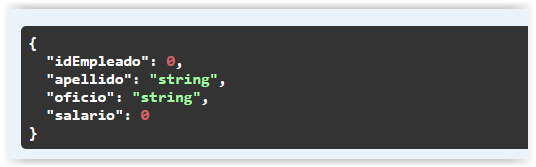 {
"idEmpleado": 0,
"apellido": "string",
"oficio": "string",
"salario": 0
}